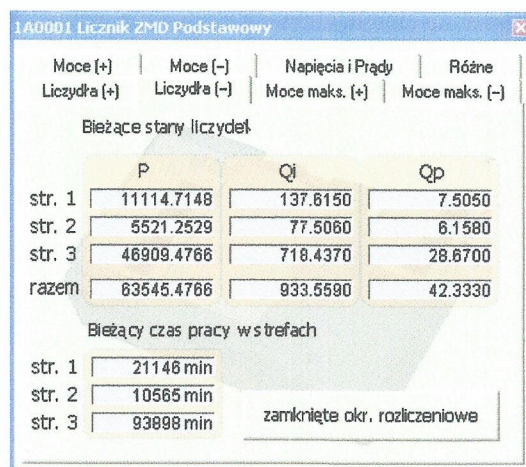 1A0001 Licznik ZMD Podstawowy
Moce (+) Moce (-) Napięcia i Prądy Różne
Liczydła (+) Liczydła (-) Moce maks. (+) Moce maks. (-)
Bieżące stany liczydeł
P Qi Qp
str. 1 11114.7148 137.6150 7.5050
str. 2 5521.2529 77.5060 6.1580
str. 3 46909.4766 718.4370 28.6700
razem 63545.4766 933.5590 42.3330
Bieżący czas pracy w strefach
str. 1 21146 min
str. 2 10565 min
str. 3 93898 min
zamknięte okr. rozliczeniowe